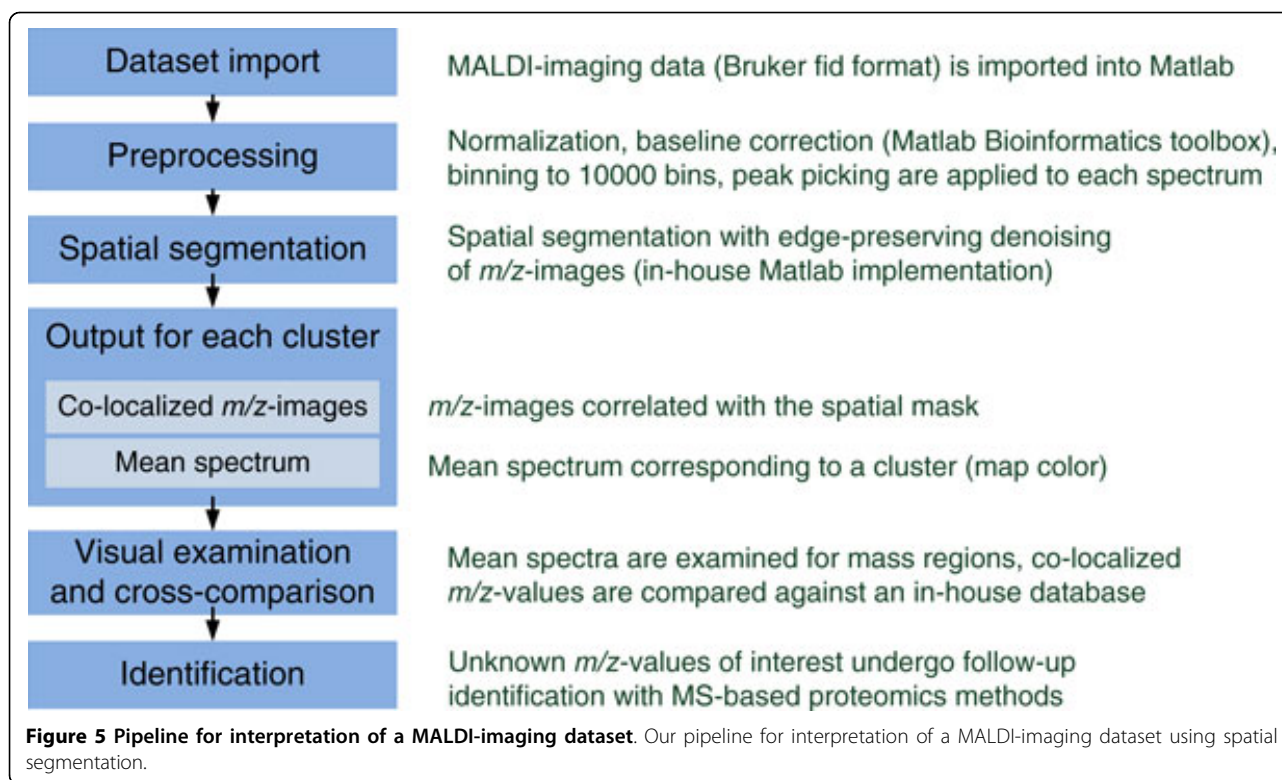 Dataset import
MALDI-imaging data (Bruker fid format) is imported into Matlab
Preprocessing
Normalization, baseline correction (Matlab Bioinformatics toolbox),
binning to 10000 bins, peak picking are applied to each spectrum
Spatial segmentation
Spatial segmentation with edge-preserving denoising
of m/z-images (in-house Matlab implementation)
Output for each cluster
Co-localized m/z-images
m/z-images correlated with the spatial mask
Mean spectrum
Mean spectrum corresponding to a cluster (map color)
Visual examination
and cross-comparison
Mean spectra are examined for mass regions, co-localized
m/z-values are compared against an in-house database
Identification
Unknown m/z-values of interest undergo follow-up
identification with MS-based proteomics methods
Figure 5 Pipeline for interpretation of a MALDI-imaging dataset. Our pipeline for interpretation of a MALDI-imaging dataset using spatial
segmentation.